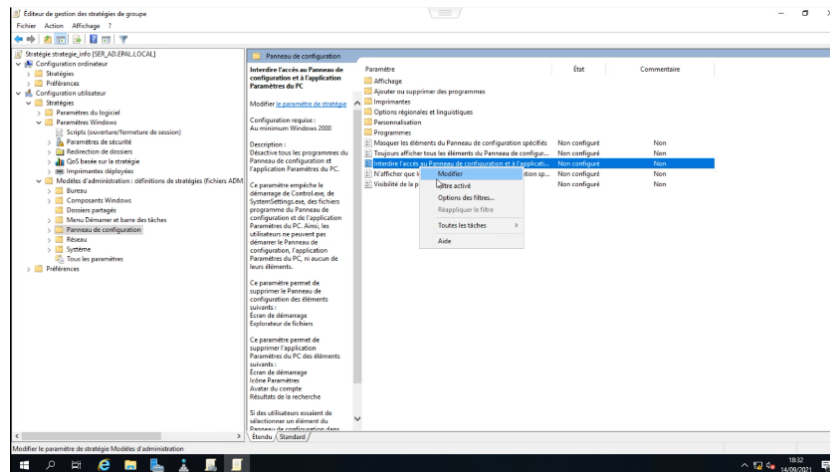 Éditeur de gestion des stratégies de groupe
Fichier Action Affichage ?
Stratégie strategie_info [SER_AD.EPAL.LOCAL]
Configuration ordinateur
Stratégies
Préférences
Configuration utilisateur
Stratégies
Paramètres du logiciel
Paramètres Windows
Scripts (ouverture/fermeture de session)
Paramètres de sécurité
Redirection de dossiers
QoS basée sur la stratégie
Imprimantes déployées
Modèles d'administration : définitions de stratégies (fichiers ADM
Bureau
Composants Windows
Dossiers partagés
Menu Démarrer et barre des tâches
Panneau de configuration
Réseau
Système
Tous les paramètres
Préférences
Panneau de configuration
Interdire l'accès au Panneau de
configuration et à l'application
Paramètres du PC
Modifier le paramètre de stratégie
Configuration requise :
Au minimum Windows 2000
Description :
Désactive tous les programmes du
Panneau de configuration et
l'application Paramètres du PC.
Ce paramètre empêche le
démarrage de Control.exe, de
SystemSettings.exe, des fichiers
programme du Panneau de
configuration et de l'application
Paramètres du PC. Ainsi, les
utilisateurs ne peuvent pas
démarrer le Panneau de
configuration, l'application
Paramètres du PC, ni aucun de
leurs éléments.
Ce paramètre permet de
supprimer le Panneau de
configuration des éléments
suivants :
Écran de démarrage
Explorateur de fichiers
Ce paramètre permet de
supprimer l'application
Paramètres du PC des éléments
suivants :
Écran de démarrage
Icône Paramètres
Avatar du compte
Résultats de la recherche
Si des utilisateurs essaient de
sélectionner un élément du
Panneau de configuration dans
Paramètre État Commentaire
Affichage
Ajouter ou supprimer des programmes
Imprimantes
Options régionales et linguistiques
Personnalisation
Programmes
Masquer les éléments du Panneau de configuration spécifiés Non configuré Non
Toujours afficher tous les éléments du Panneau de configur... Non configuré Non
Interdire l'accès au Panneau de configuration et à l'applicati... Non configuré Non
N'afficher que l tion sp... Non configuré Non
Visibilité de la p Non configuré Non
Modifier
Filtre activé
Options des filtres...
Réappliquer le filtre
Toutes les tâches
Aide
Étendu Standard
Modifier le paramètre de stratégie Modèles d'administration
18:32
14/09/2021